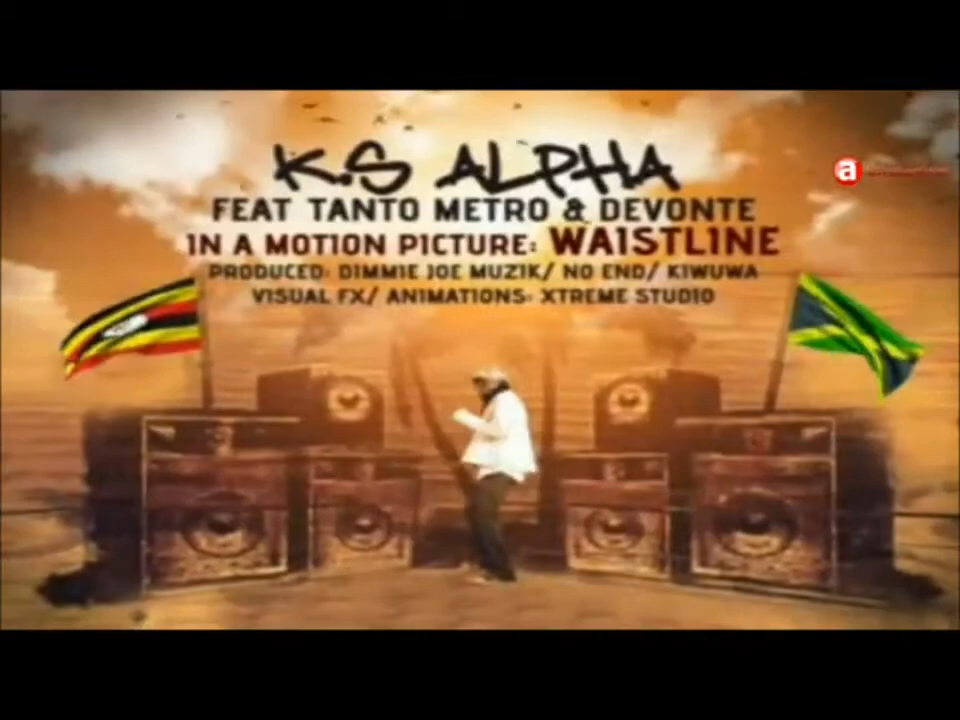 K.S ALPHA
FEAT TANTO METRO & DEVONTE
IN A MOTION PICTURE: WAISTLINE
PRODUCED: DIMMIE JOE MUZIK/ NO END/ KIWUWA
VISUAL FX/ ANIMATIONS: XTREME STUDIO
a